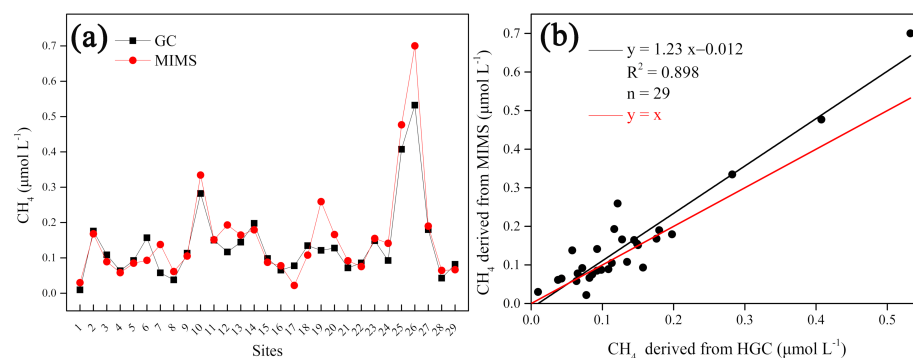 (a)
GC
MIMS
CH₄ (μmol L⁻¹)
0.7
0.6
0.5
0.4
0.3
0.2
0.1
0.0
1 2 3 4 5 6 7 8 9 10 11 12 13 14 15 16 17 18 19 20 21 22 23 24 25 26 27 28 29
Sites
(b)
y = 1.23 x−0.012
R² = 0.898
n = 29
y = x
CH₄ derived from MIMS (μmol L⁻¹)
0.7
0.6
0.5
0.4
0.3
0.2
0.1
0.0
0.0 0.1 0.2 0.3 0.4 0.5
CH₄ derived from HGC (μmol L⁻¹)